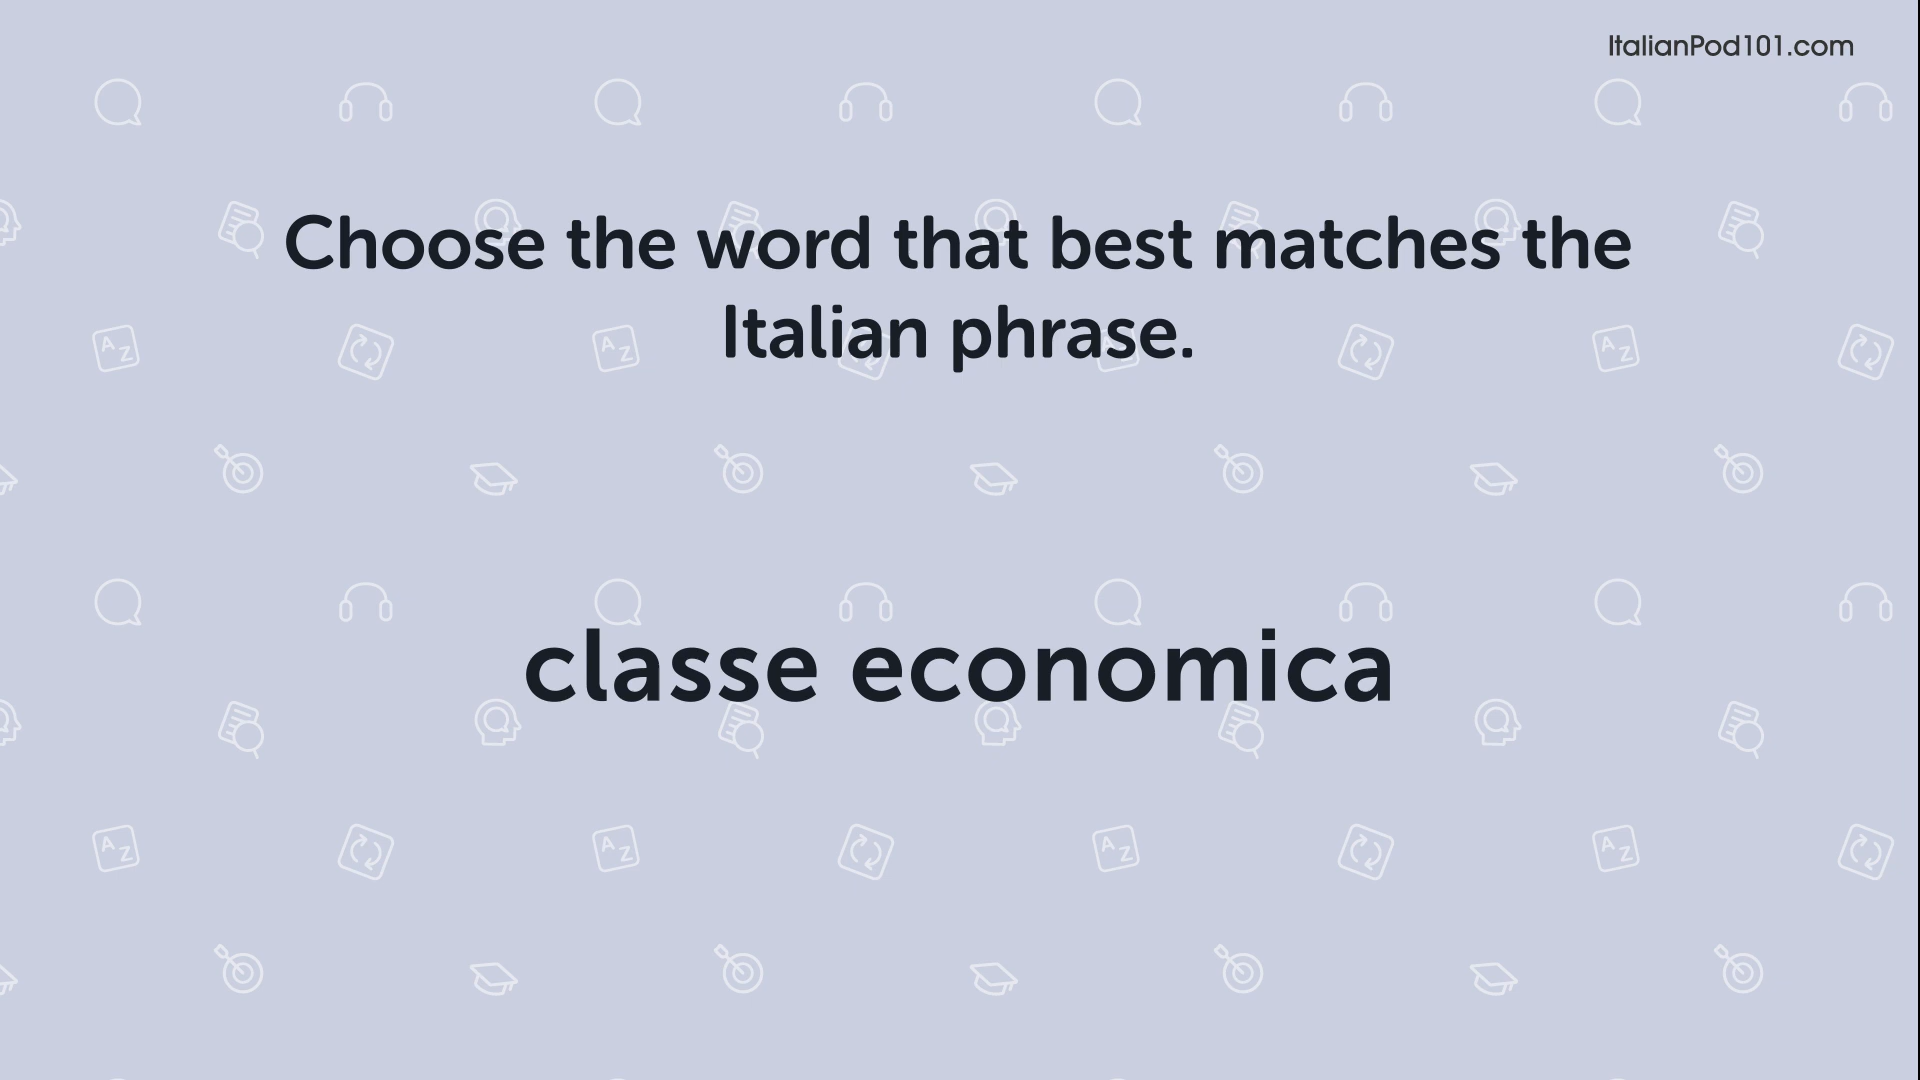 ItalianPod101.com
Choose the word that best matches the
Italian phrase.
classe economica